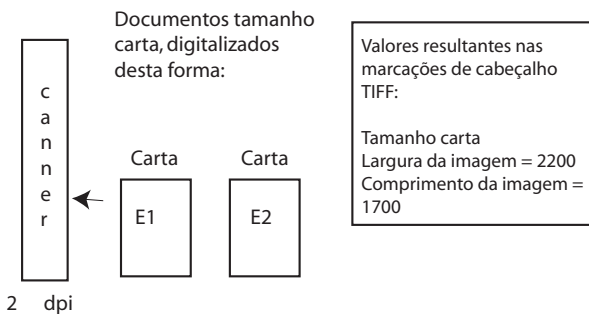 Documentos tamanho
carta, digitalizados
desta forma:
c
a
n
n
e
r
Carta
Carta
E1
E2
2 dpi
Valores resultantes nas
marcações de cabeçalho
TIFF:
Tamanho carta
Largura da imagem = 2200
Comprimento da imagem =
1700